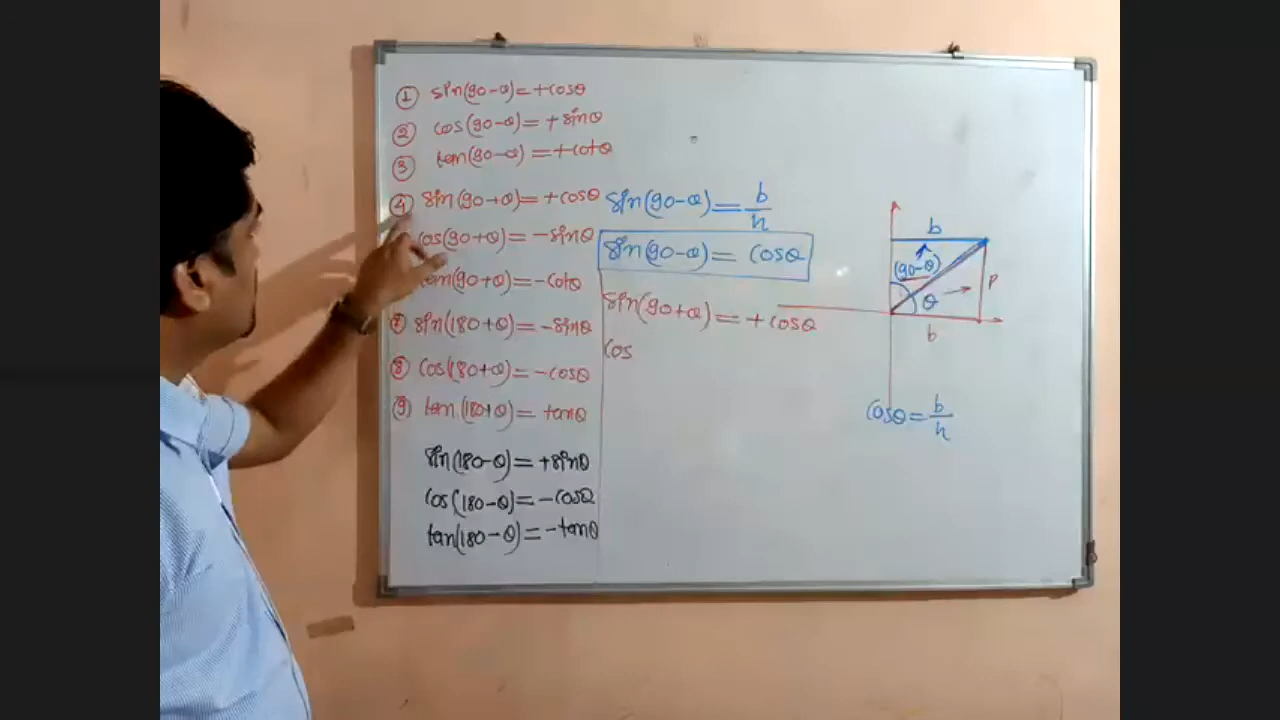 ① sin(90-θ)=+cosθ
② cos(90-θ)=+sinθ
③ tan(90-θ)=+cotθ
④ sin(90+θ)=+cosθ
cos(90+θ)=-sinθ
tan(90+θ)=-cotθ
⑦ sin(180+θ)=-sinθ
⑧ cos(180+θ)=-cosθ
⑨ tan(180+θ)=tanθ
sin(180-θ)=+sinθ
cos(180-θ)=-cosθ
tan(180-θ)=-tanθ
sin(90-θ)=b/h
sin(90-θ)=cosθ
sin(90+θ)=+cosθ
cos
b
(90-θ)
θ
P
b
cosθ=b/h